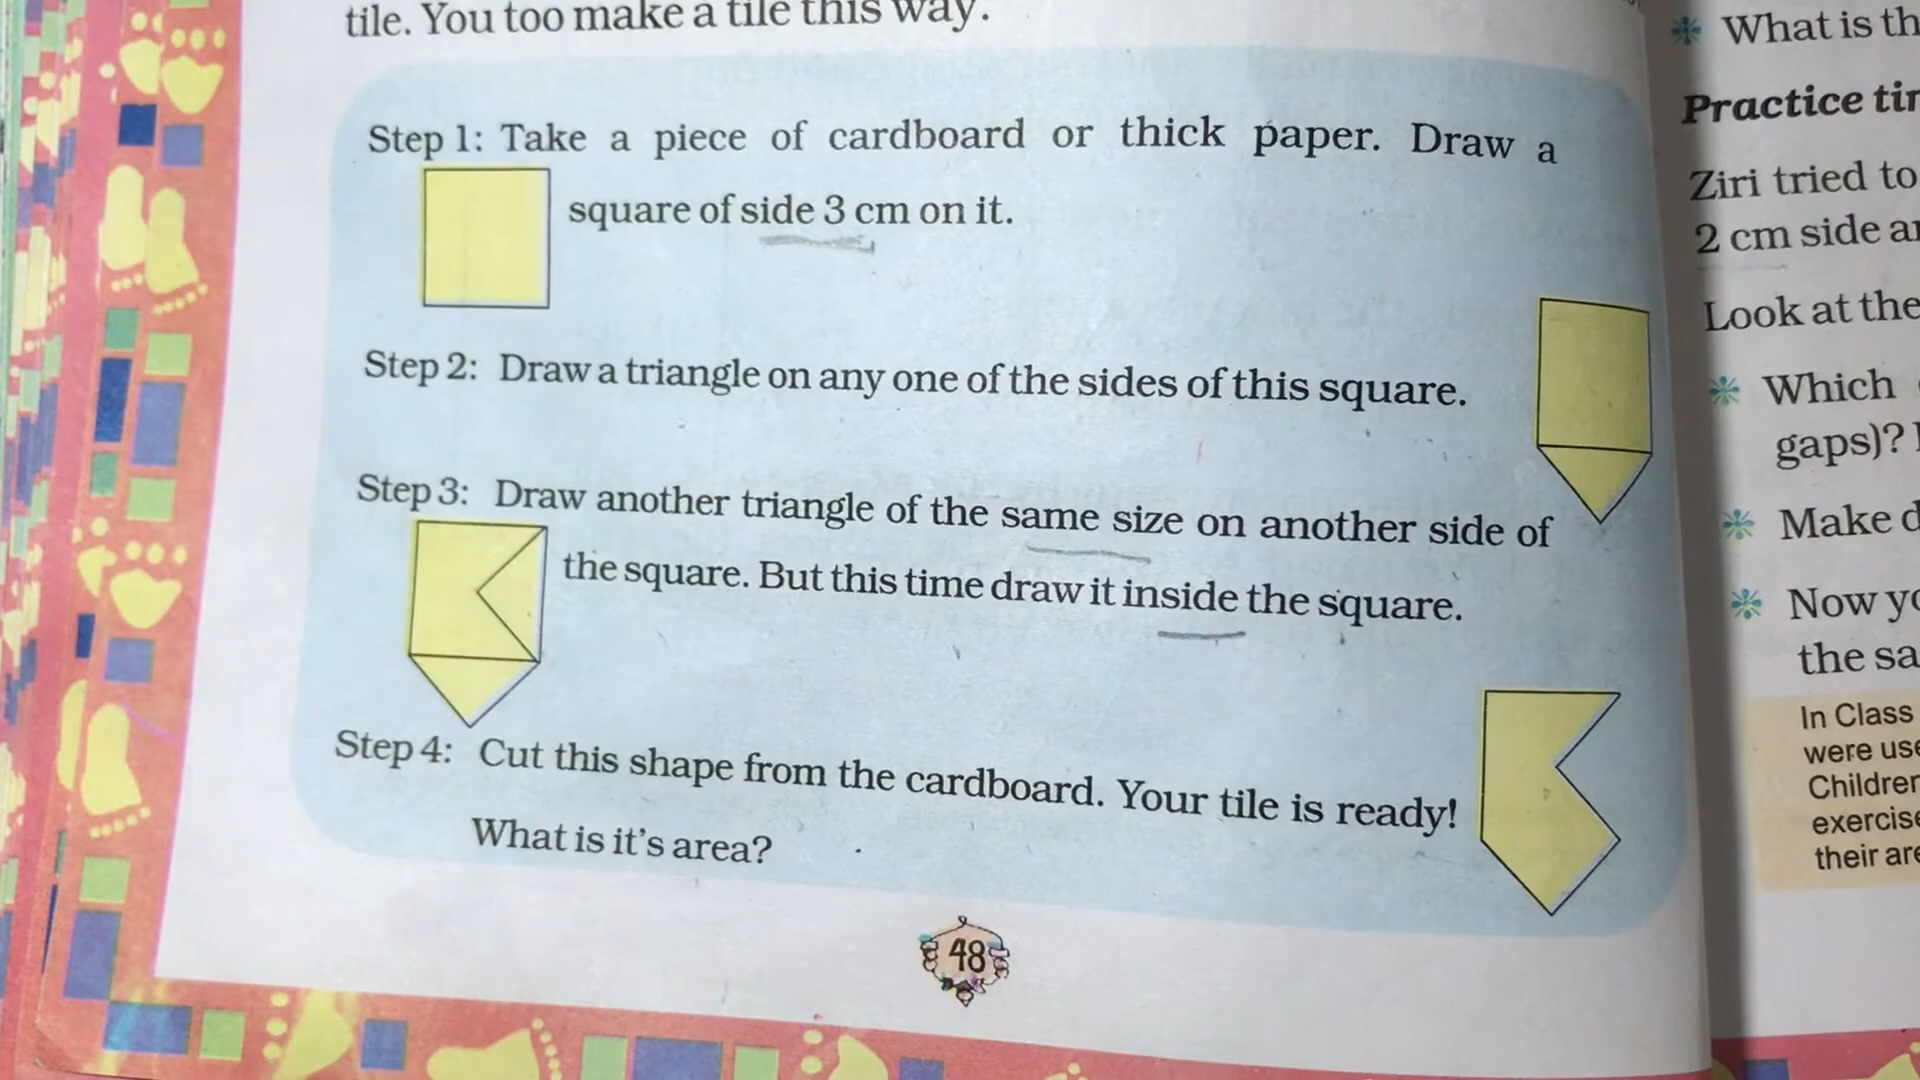 tile. You too make a tile this way.
Step 1: Take a piece of cardboard or thick paper. Draw a
square of side 3 cm on it.
Step 2: Draw a triangle on any one of the sides of this square.
Step 3: Draw another triangle of the same size on another side of
the square. But this time draw it inside the square.
Step 4: Cut this shape from the cardboard. Your tile is ready!
What is it's area?
48
What is th
Practice tir
Ziri tried to
2 cm side
Look at the
Which
gaps)?
Make
Now
the sa
In Class
were use
Children
exercise
their are